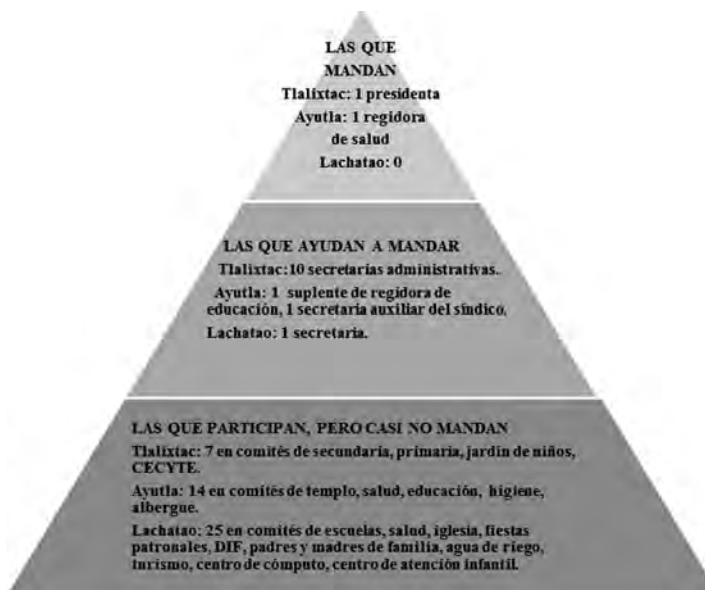 LAS QUE
MANDAN
Tlalixtac: 1 presidenta
Ayutla: 1 regidora
de salud
Lachatao: 0
LAS QUE AYUDAN A MANDAR
Tlalixtac:10 secretarias administrativas..
Ayutla: 1 suplente de regidora de
educación, 1 secretaria auxiliar del síndico.
Lachatao: 1 secretaria.
LAS QUE PARTICIPAN, PERO CASI NO MANDAN
Tlalixtac: 7 en comités de secundaria, primaria, jardín de niños,
CECYTE.
Ayutla: 14 en comités de templo, salud, educación, higiene,
albergue.
Lachatao: 25 en comités de escuelas, salud, iglesia, fiestas
patronales, DIF, padres y madres de familia, agua de riego,
turismo, centro de cómputo, centro de atención infantil.